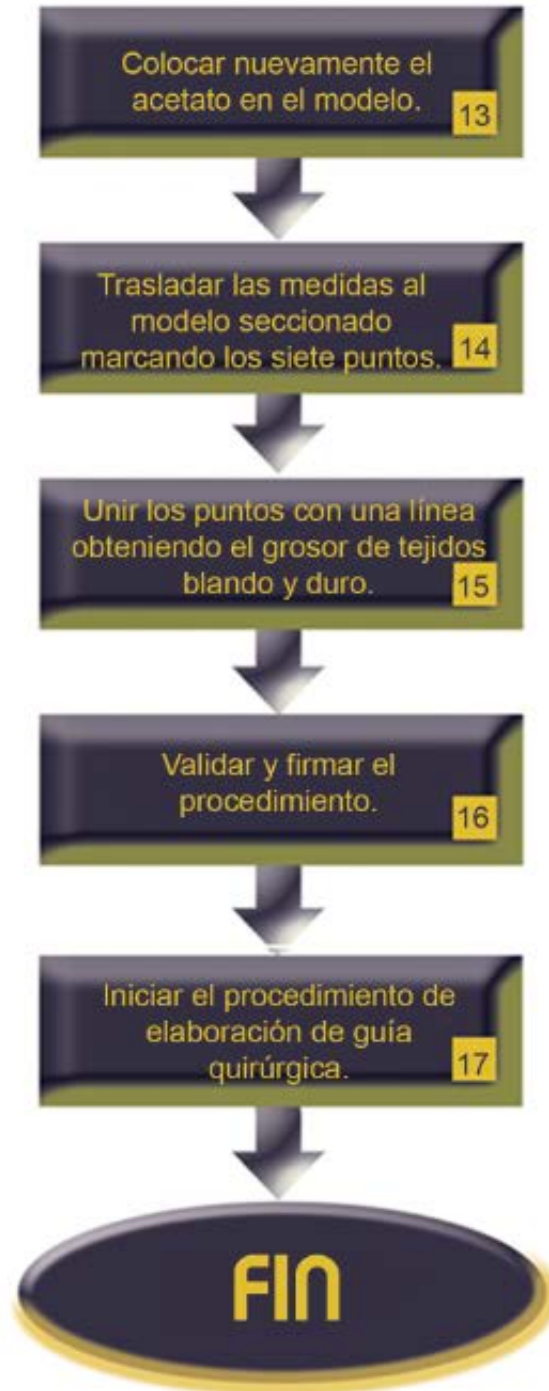 Colocar nuevamente el
acetato en el modelo.
13
Trasladar las medidas al
modelo seccionado
marcando los siete puntos.
14
Unir los puntos con una línea
obteniendo el grosor de tejidos
blando y duro.
15
Validar y firmar el
procedimiento.
16
Iniciar el procedimiento de
elaboración de guía
quirúrgica.
17
FIN